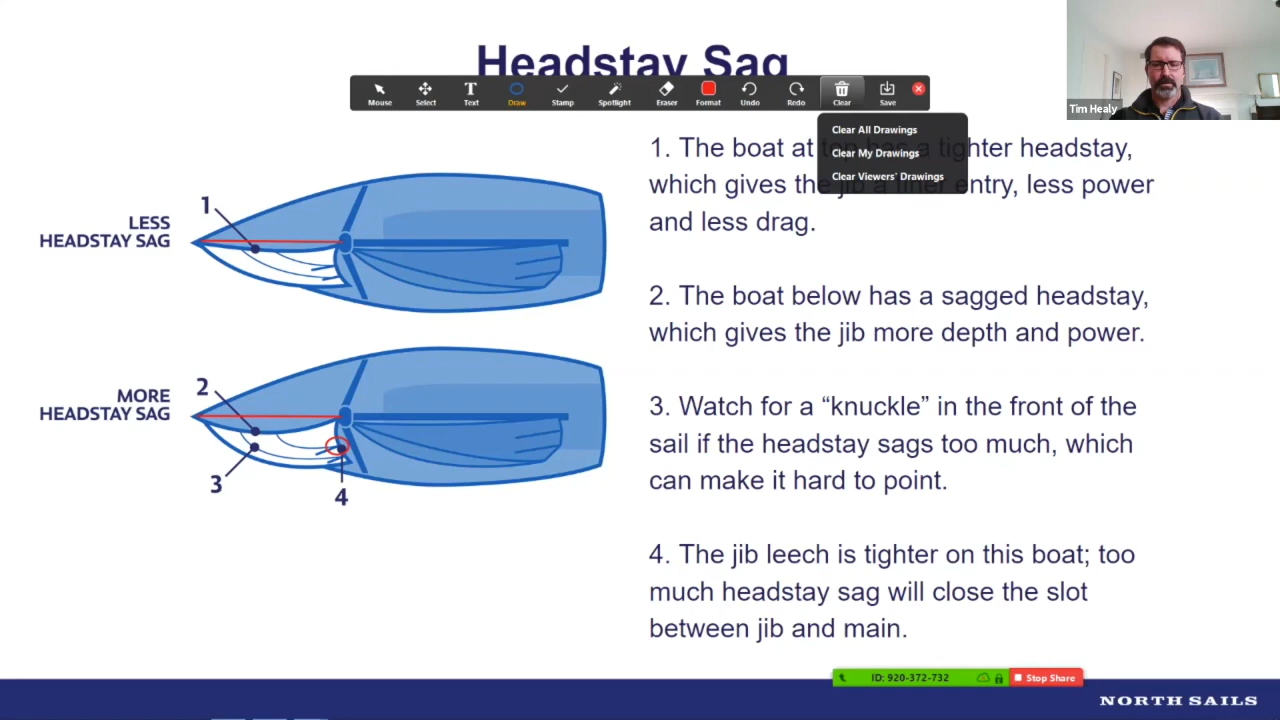 Headstay Sag
Mouse
Select
Text
Draw
Stamp
Spotlight
Eraser
Format
Undo
Redo
Clear
Save
Clear All Drawings
Clear My Drawings
Clear Viewers' Drawings
Tim Healy
1
LESS
HEADSTAY SAG
2
MORE
HEADSTAY SAG
3
4
1. The boat at top has a tighter headstay,
which gives the jib a finer entry, less power
and less drag.
2. The boat below has a sagged headstay,
which gives the jib more depth and power.
3. Watch for a “knuckle” in the front of the
sail if the headstay sags too much, which
can make it hard to point.
4. The jib leech is tighter on this boat; too
much headstay sag will close the slot
between jib and main.
ID: 920-372-732
Stop Share
NORTH SAILS